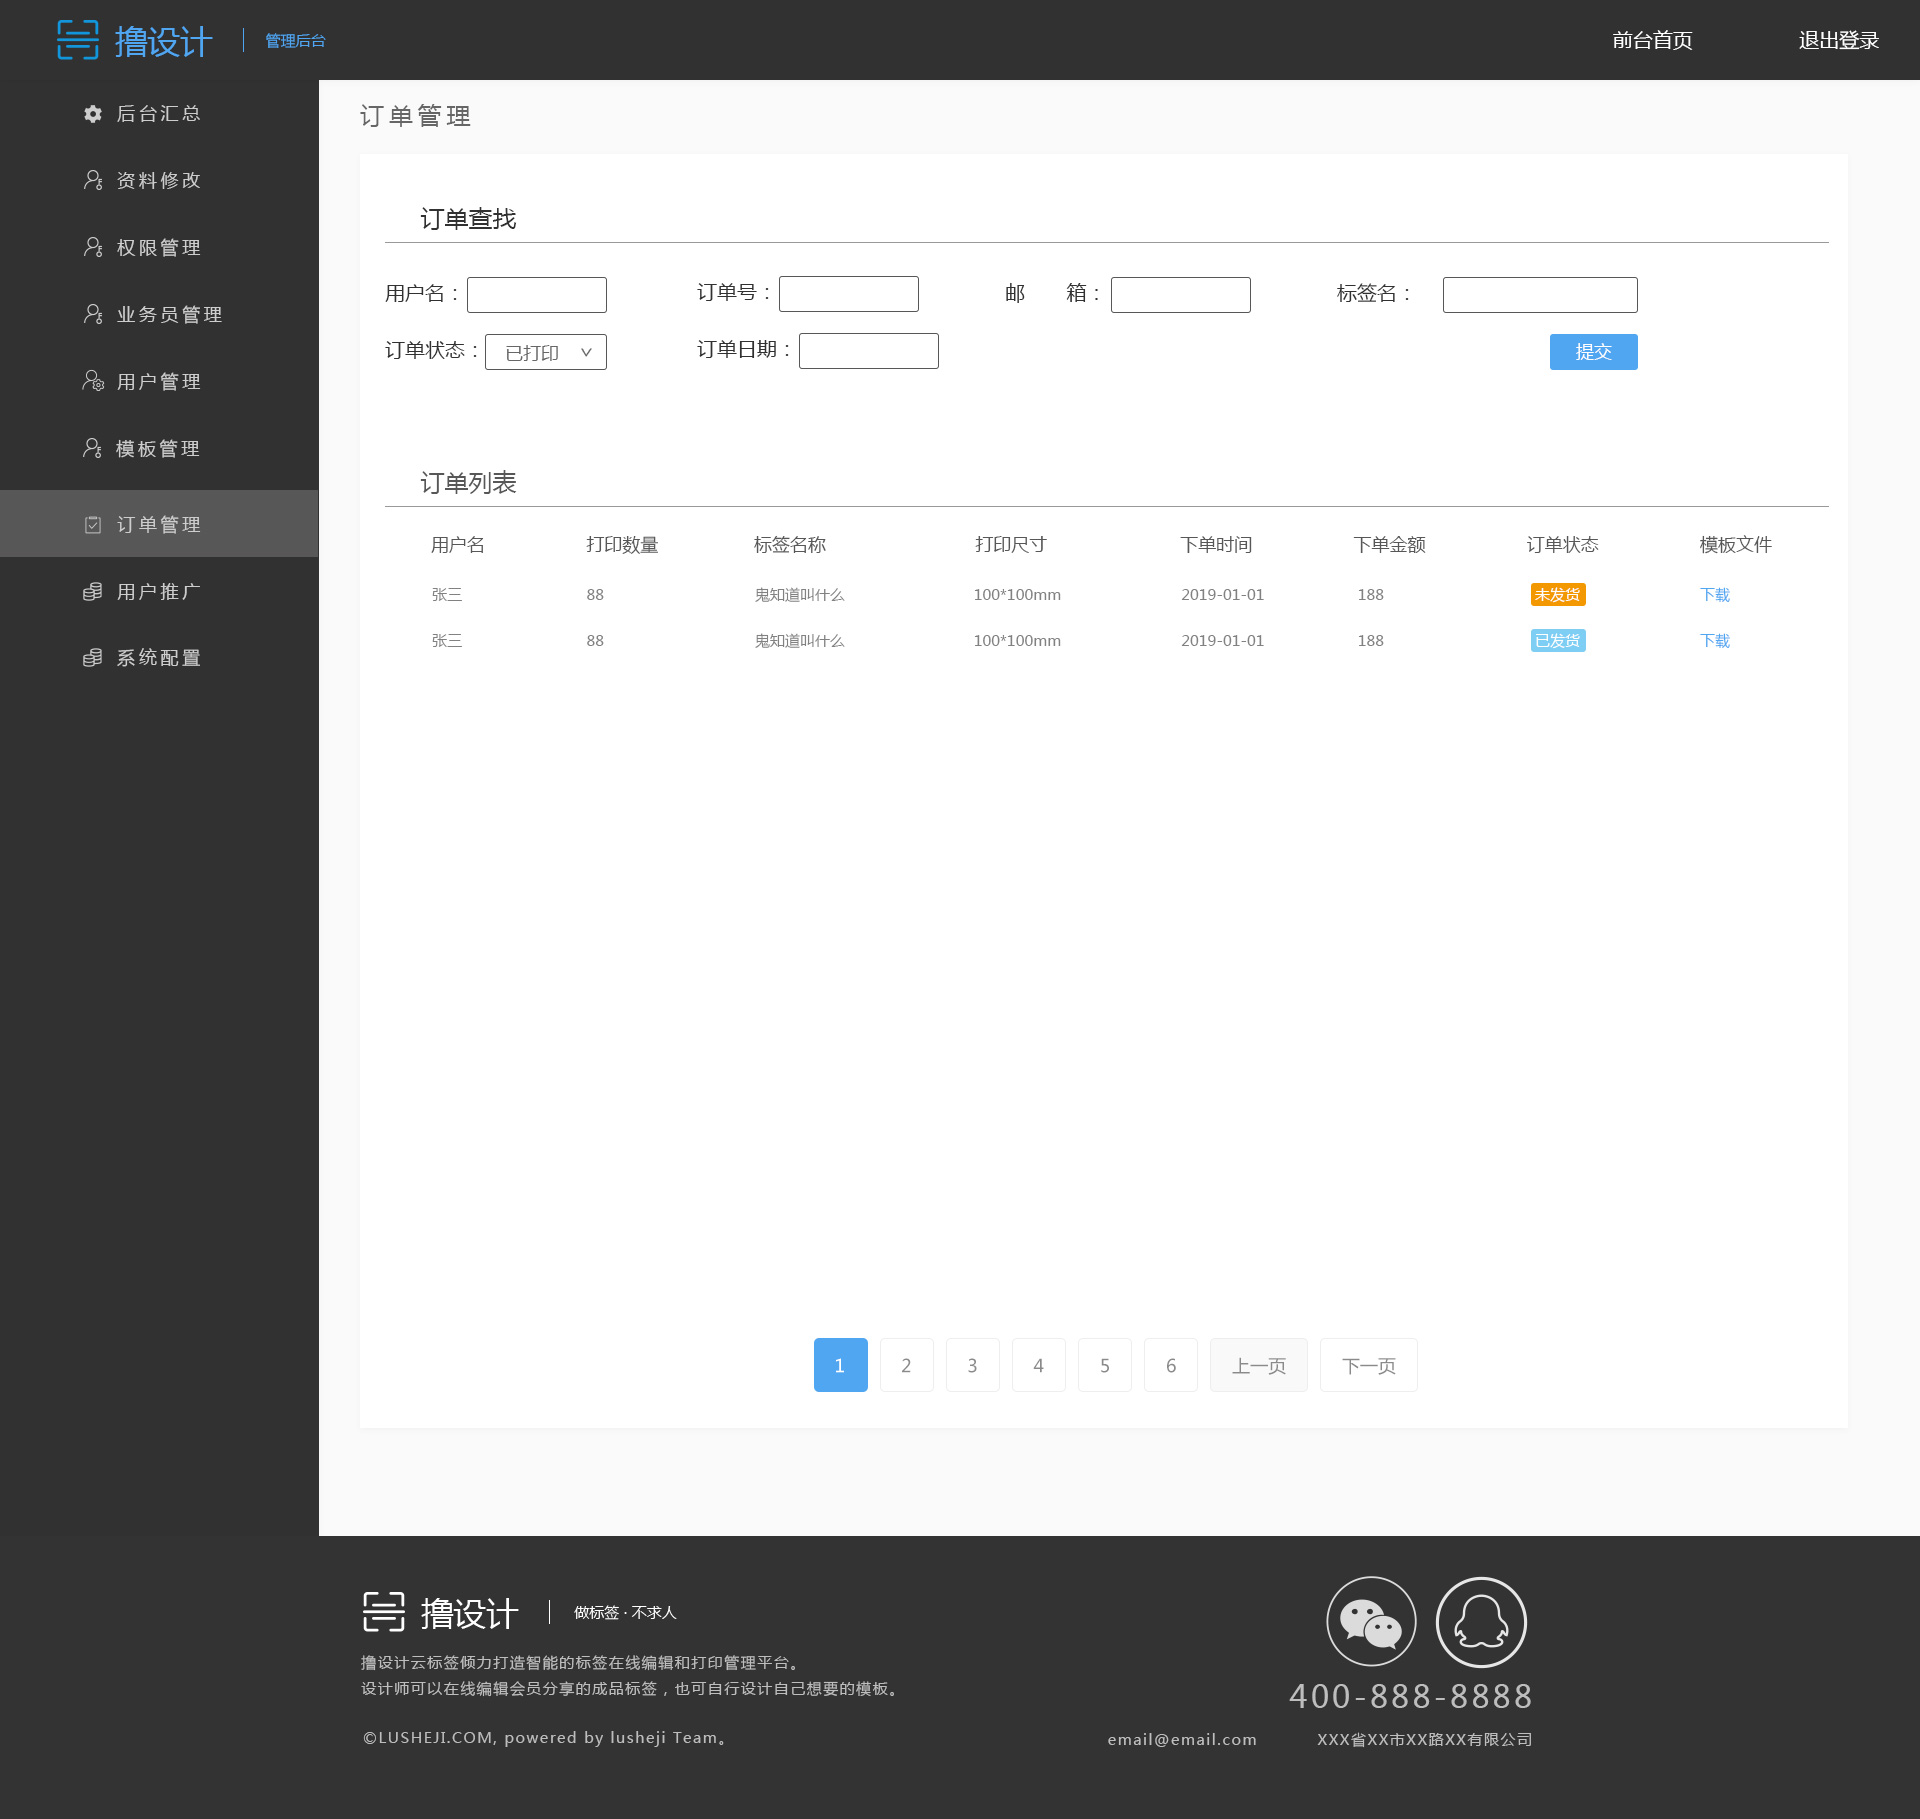 撸设计 管理后台 前台首页 退出登录
后台汇总
资料修改
权限管理
业务员管理
用户管理
模板管理
订单管理
用户推广
系统配置
订单管理
订单查找
用户名： 订单号： 邮 箱： 标签名：
订单状态： 已打印 订单日期： 提交
订单列表
用户名 打印数量 标签名称 打印尺寸 下单时间 下单金额 订单状态 模板文件
张三 88 鬼知道叫什么 100*100mm 2019-01-01 188 未发货 下载
张三 88 鬼知道叫什么 100*100mm 2019-01-01 188 已发货 下载
1 2 3 4 5 6 上一页 下一页
撸设计 做标签·不求人
撸设计云标签倾力打造智能的标签在线编辑和打印管理平台。
设计师可以在线编辑会员分享的成品标签，也可自行设计自己想要的模板。
©LUSHEJI.COM, powered by lusheji Team。
400-888-8888
email@email.com XXX省XX市XX路XX有限公司